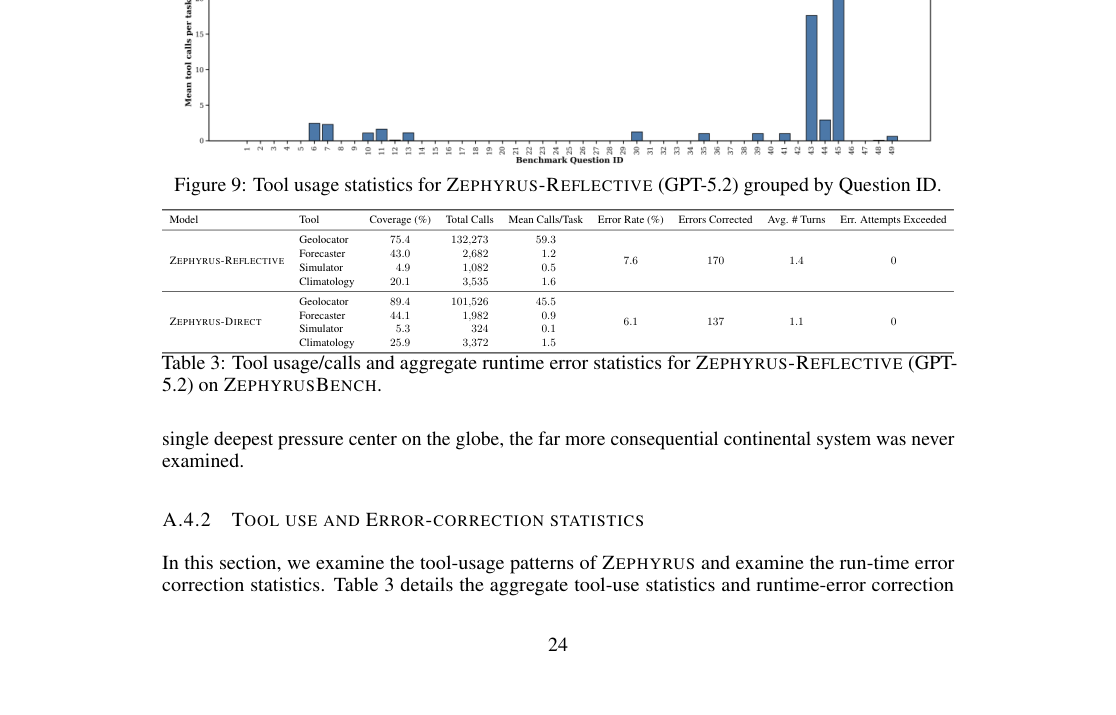 Mean tool calls per task
15
10
5
0
1 2 3 4 5 6 7 8 9 10 11 12 13 14 15 16 17 18 19 20 21 22 23 24 25 26 27 28 29 30 31 32 33 34 35 36 37 38 39 40 41 42 43 44 45 46 47 48 49
Benchmark Question ID
Figure 9: Tool usage statistics for ZEPHYRUS-REFLECTIVE (GPT-5.2) grouped by Question ID.
Model Tool Coverage (%) Total Calls Mean Calls/Task Error Rate (%) Errors Corrected Avg. # Turns Err. Attempts Exceeded
ZEPHYRUS-REFLECTIVE 7.6 170 1.4 0
Geolocator 75.4 132,273 59.3
Forecaster 43.0 2,682 1.2
Simulator 4.9 1,082 0.5
Climatology 20.1 3,535 1.6
ZEPHYRUS-DIRECT 6.1 137 1.1 0
Geolocator 89.4 101,526 45.5
Forecaster 44.1 1,982 0.9
Simulator 5.3 324 0.1
Climatology 25.9 3,372 1.5
Table 3: Tool usage/calls and aggregate runtime error statistics for ZEPHYRUS-REFLECTIVE (GPT-
5.2) on ZEPHYRUSBENCH.
single deepest pressure center on the globe, the far more consequential continental system was never
examined.
A.4.2 TOOL USE AND ERROR-CORRECTION STATISTICS
In this section, we examine the tool-usage patterns of ZEPHYRUS and examine the run-time error
correction statistics. Table 3 details the aggregate tool-use statistics and runtime-error correction
24